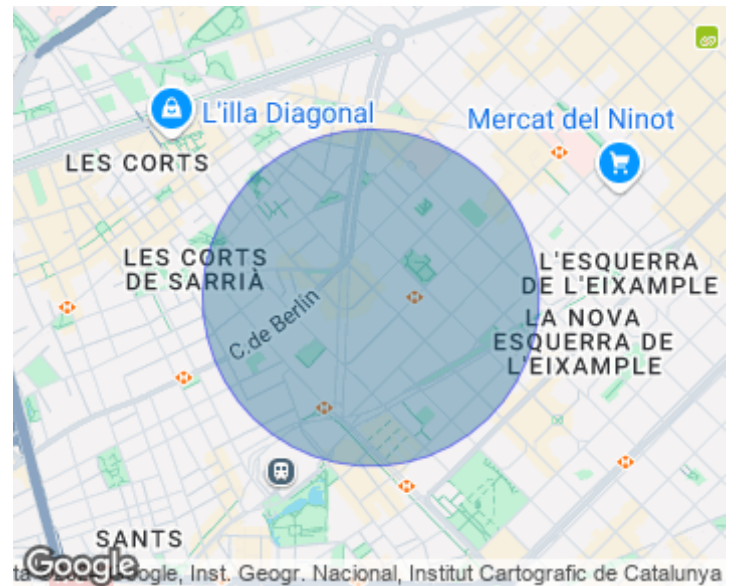 L'illa Diagonal
Mercat del Ninot
LES CORTS
LES CORTS
DE SARRIÀ
L'ESQUERRA
DE L'EIXAMPLE
C.de Berlin
LA NOVA
ESQUERRA DE
L'EIXAMPLE
SANTS
Google
Google, Inst. Geogr. Nacional, Institut Cartografic de Catalunya